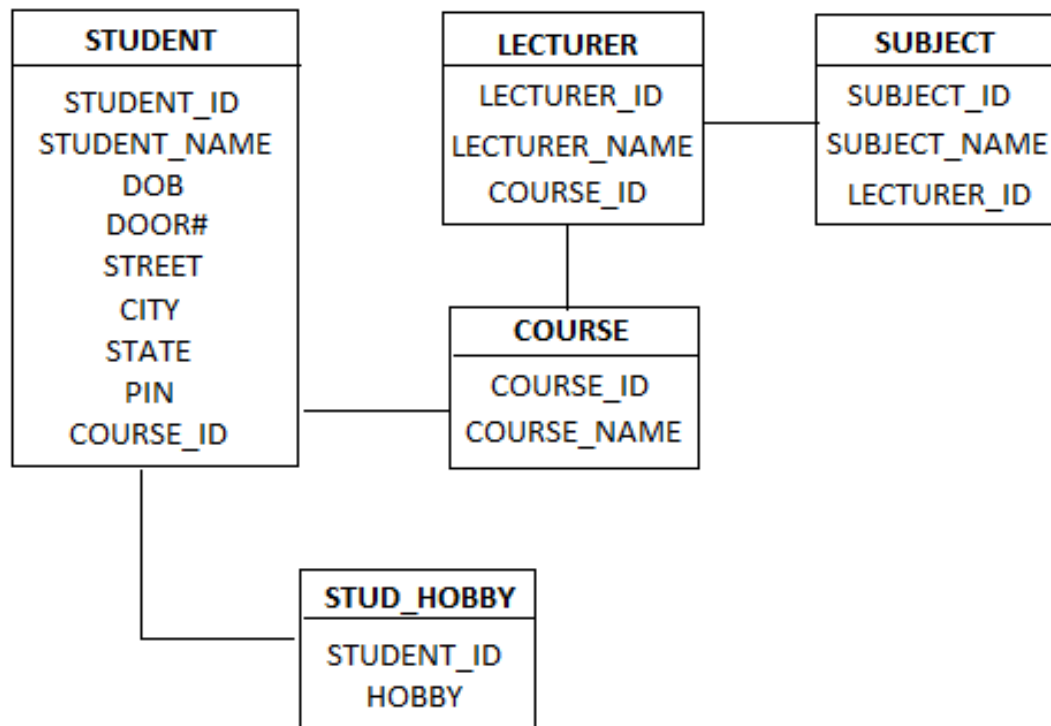 STUDENT
STUDENT_ID
STUDENT_NAME
DOB
DOOR#
STREET
CITY
STATE
PIN
COURSE_ID
LECTURER
LECTURER_ID
LECTURER_NAME
COURSE_ID
SUBJECT
SUBJECT_ID
SUBJECT_NAME
LECTURER_ID
COURSE
COURSE_ID
COURSE_NAME
STUD_HOBBY
STUDENT_ID
HOBBY